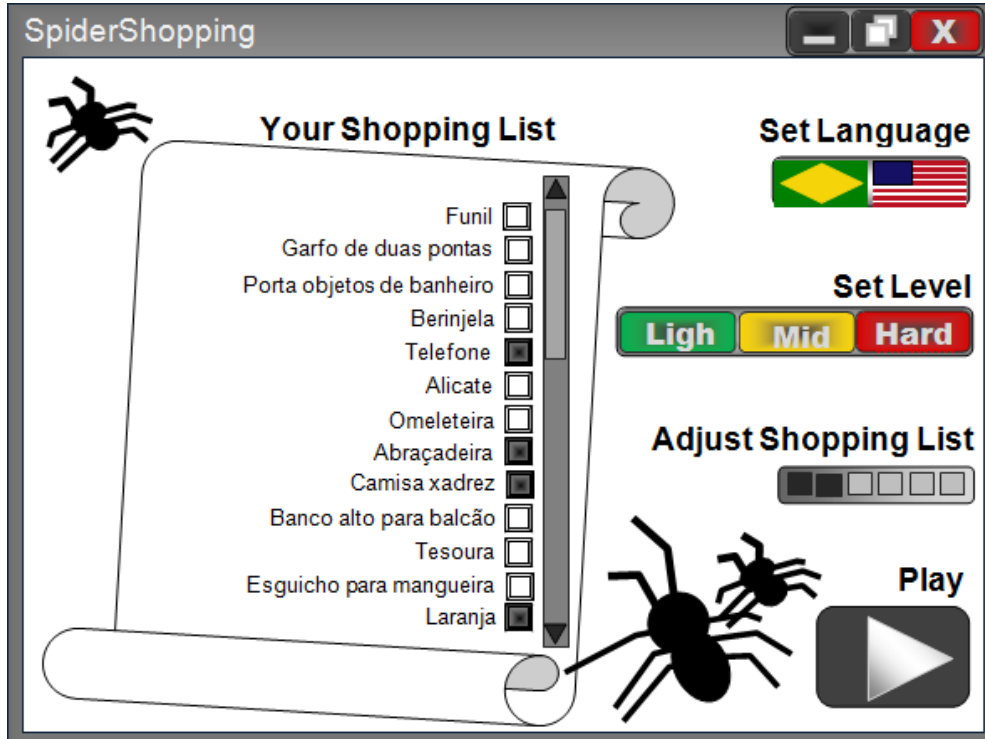 SpiderShopping
X
Your Shopping List
Funil
Garfo de duas pontas
Porta objetos de banheiro
Berinjela
Telefone
Alicate
Omeleteira
Abraçadeira
Camisa xadrez
Banco alto para balcão
Tesoura
Esguicho para mangueira
Laranja
Set Language
Set Level
Ligh Mid Hard
Adjust Shopping List
Play